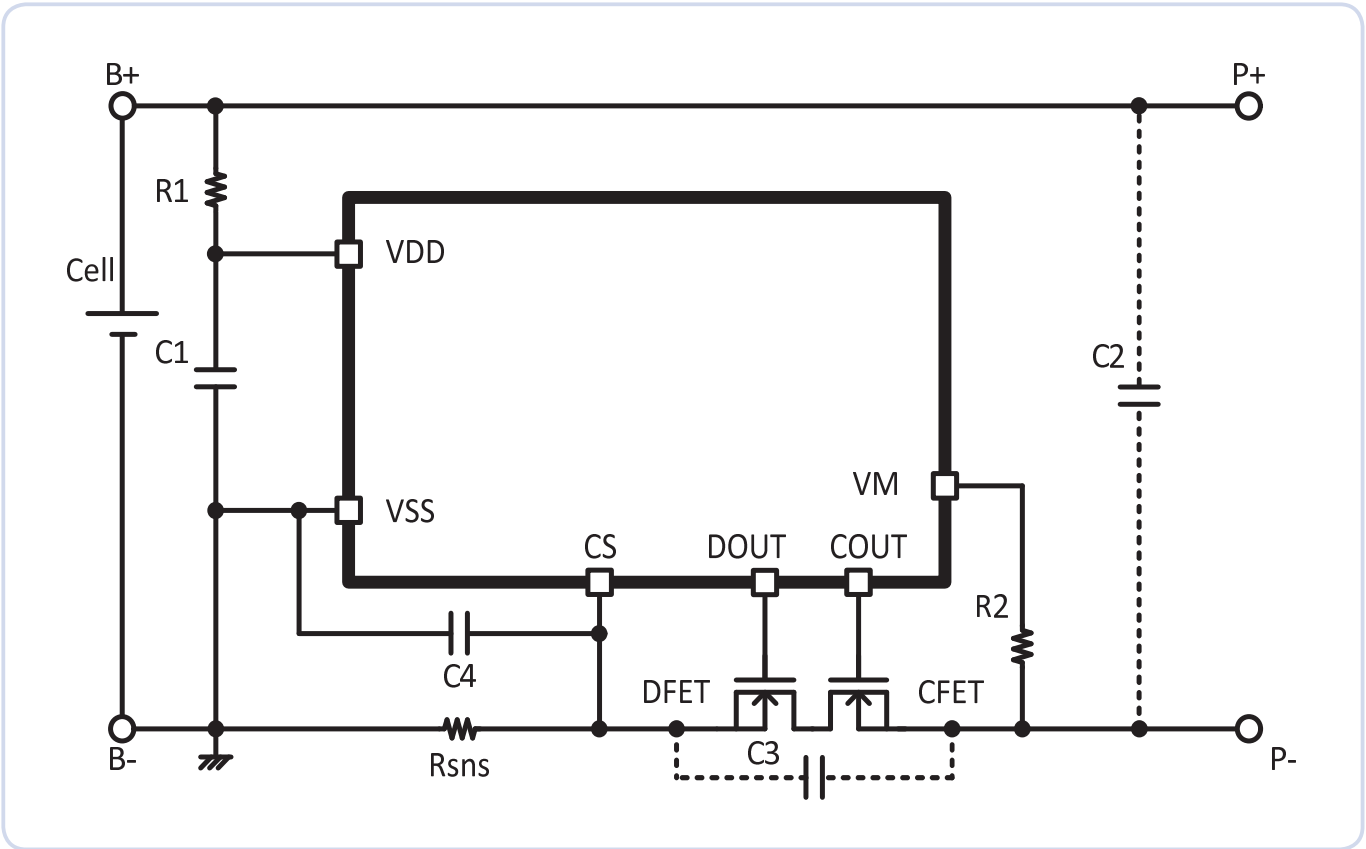 B+
P+
R1
VDD
Cell
C1
C2
VM
VSS
CS
DOUT
COUT
R2
C4
DFET
CFET
C3
B-
Rsns
P-